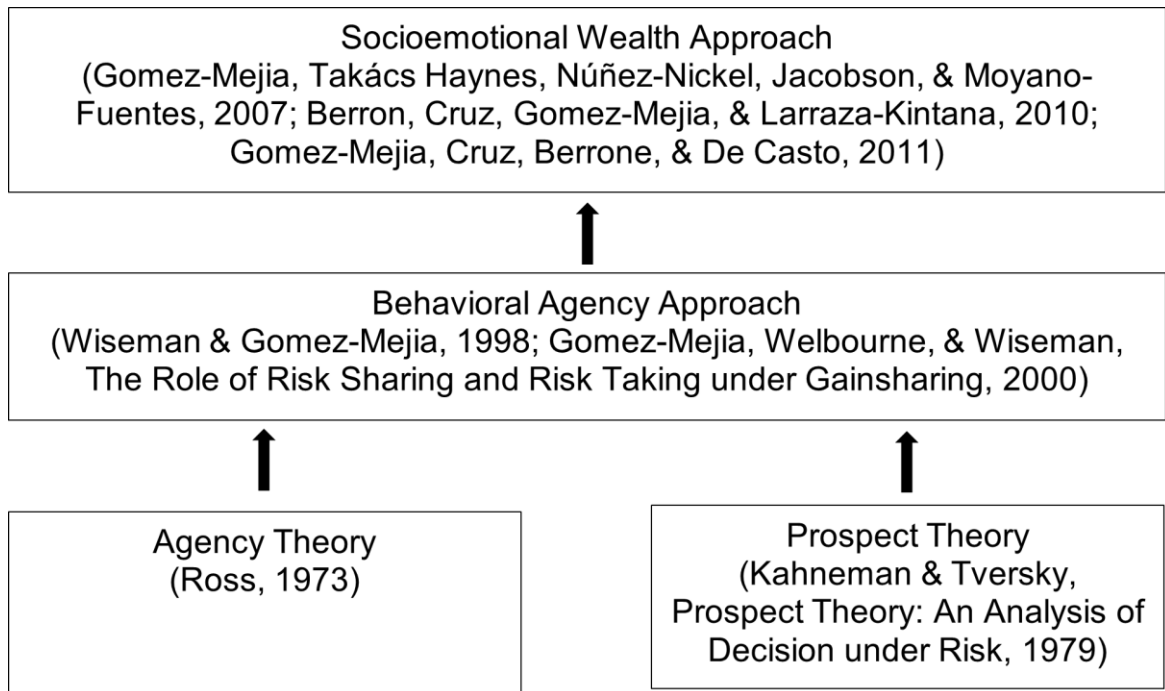 Socioemotional Wealth Approach
(Gomez-Mejia, Takács Haynes, Núñez-Nickel, Jacobson, & Moyano-
Fuentes, 2007; Berron, Cruz, Gomez-Mejia, & Larraza-Kintana, 2010;
Gomez-Mejia, Cruz, Berrone, & De Casto, 2011)
Behavioral Agency Approach
(Wiseman & Gomez-Mejia, 1998; Gomez-Mejia, Welbourne, & Wiseman,
The Role of Risk Sharing and Risk Taking under Gainsharing, 2000)
Agency Theory
(Ross, 1973)
Prospect Theory
(Kahneman & Tversky,
Prospect Theory: An Analysis of
Decision under Risk, 1979)